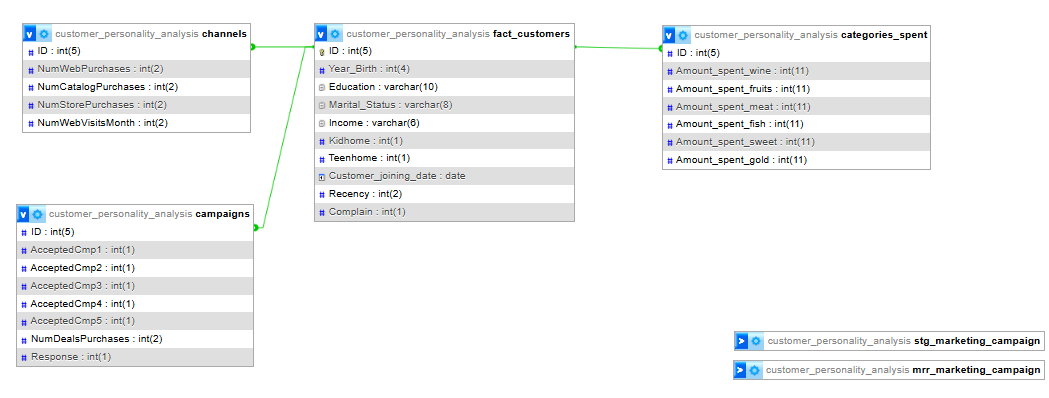 customer_personality_analysis channels
ID : int(5)
NumWebPurchases : int(2)
NumCatalogPurchases : int(2)
NumStorePurchases : int(2)
NumWebVisitsMonth : int(2)
customer_personality_analysis fact_customers
ID : int(5)
Year_Birth : int(4)
Education : varchar(10)
Marital_Status : varchar(8)
Income : varchar(6)
Kidhome : int(1)
Teenhome : int(1)
Customer_joining_date : date
Recency : int(2)
Complain : int(1)
customer_personality_analysis categories_spent
ID : int(5)
Amount_spent_wine : int(11)
Amount_spent_fruits : int(11)
Amount_spent_meat : int(11)
Amount_spent_fish : int(11)
Amount_spent_sweet : int(11)
Amount_spent_gold : int(11)
customer_personality_analysis campaigns
ID : int(5)
AcceptedCmp1 : int(1)
AcceptedCmp2 : int(1)
AcceptedCmp3 : int(1)
AcceptedCmp4 : int(1)
AcceptedCmp5 : int(1)
NumDealsPurchases : int(2)
Response : int(1)
customer_personality_analysis stg_marketing_campaign
customer_personality_analysis mrr_marketing_campaign